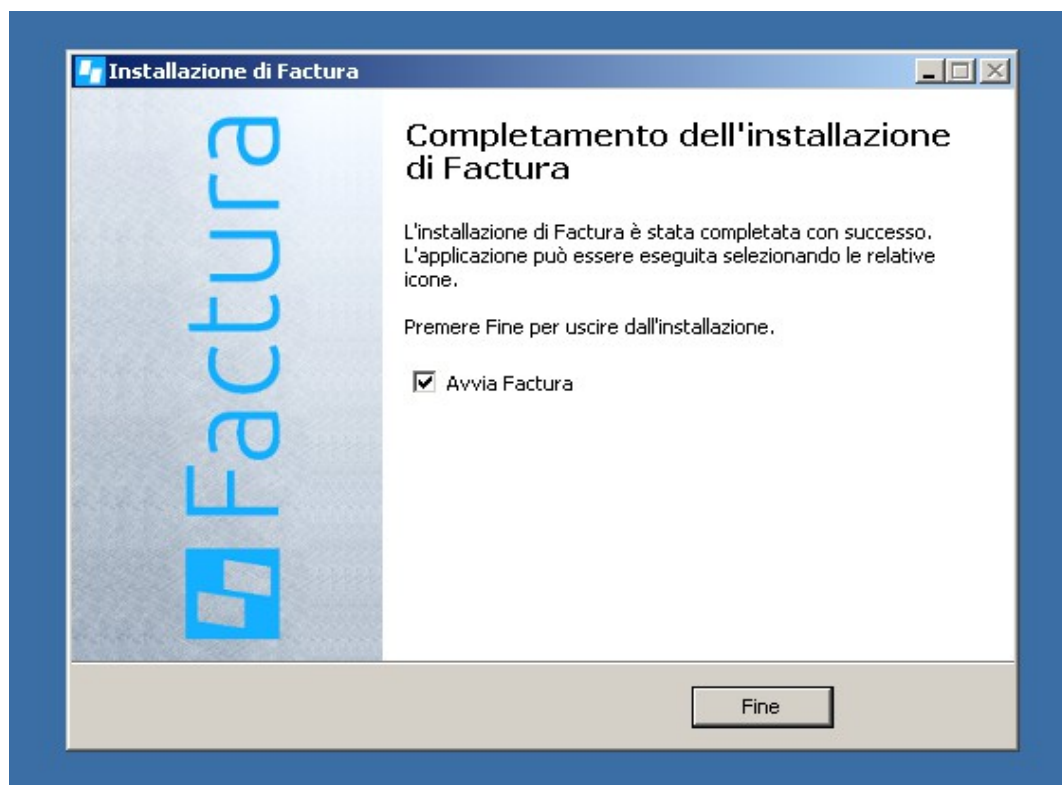 Installazione di Factura
Factura
Completamento dell'installazione
di Factura
L'installazione di Factura è stata completata con successo.
L'applicazione può essere eseguita selezionando le relative
icone.
Premere Fine per uscire dall'installazione.
Avvia Factura
Fine